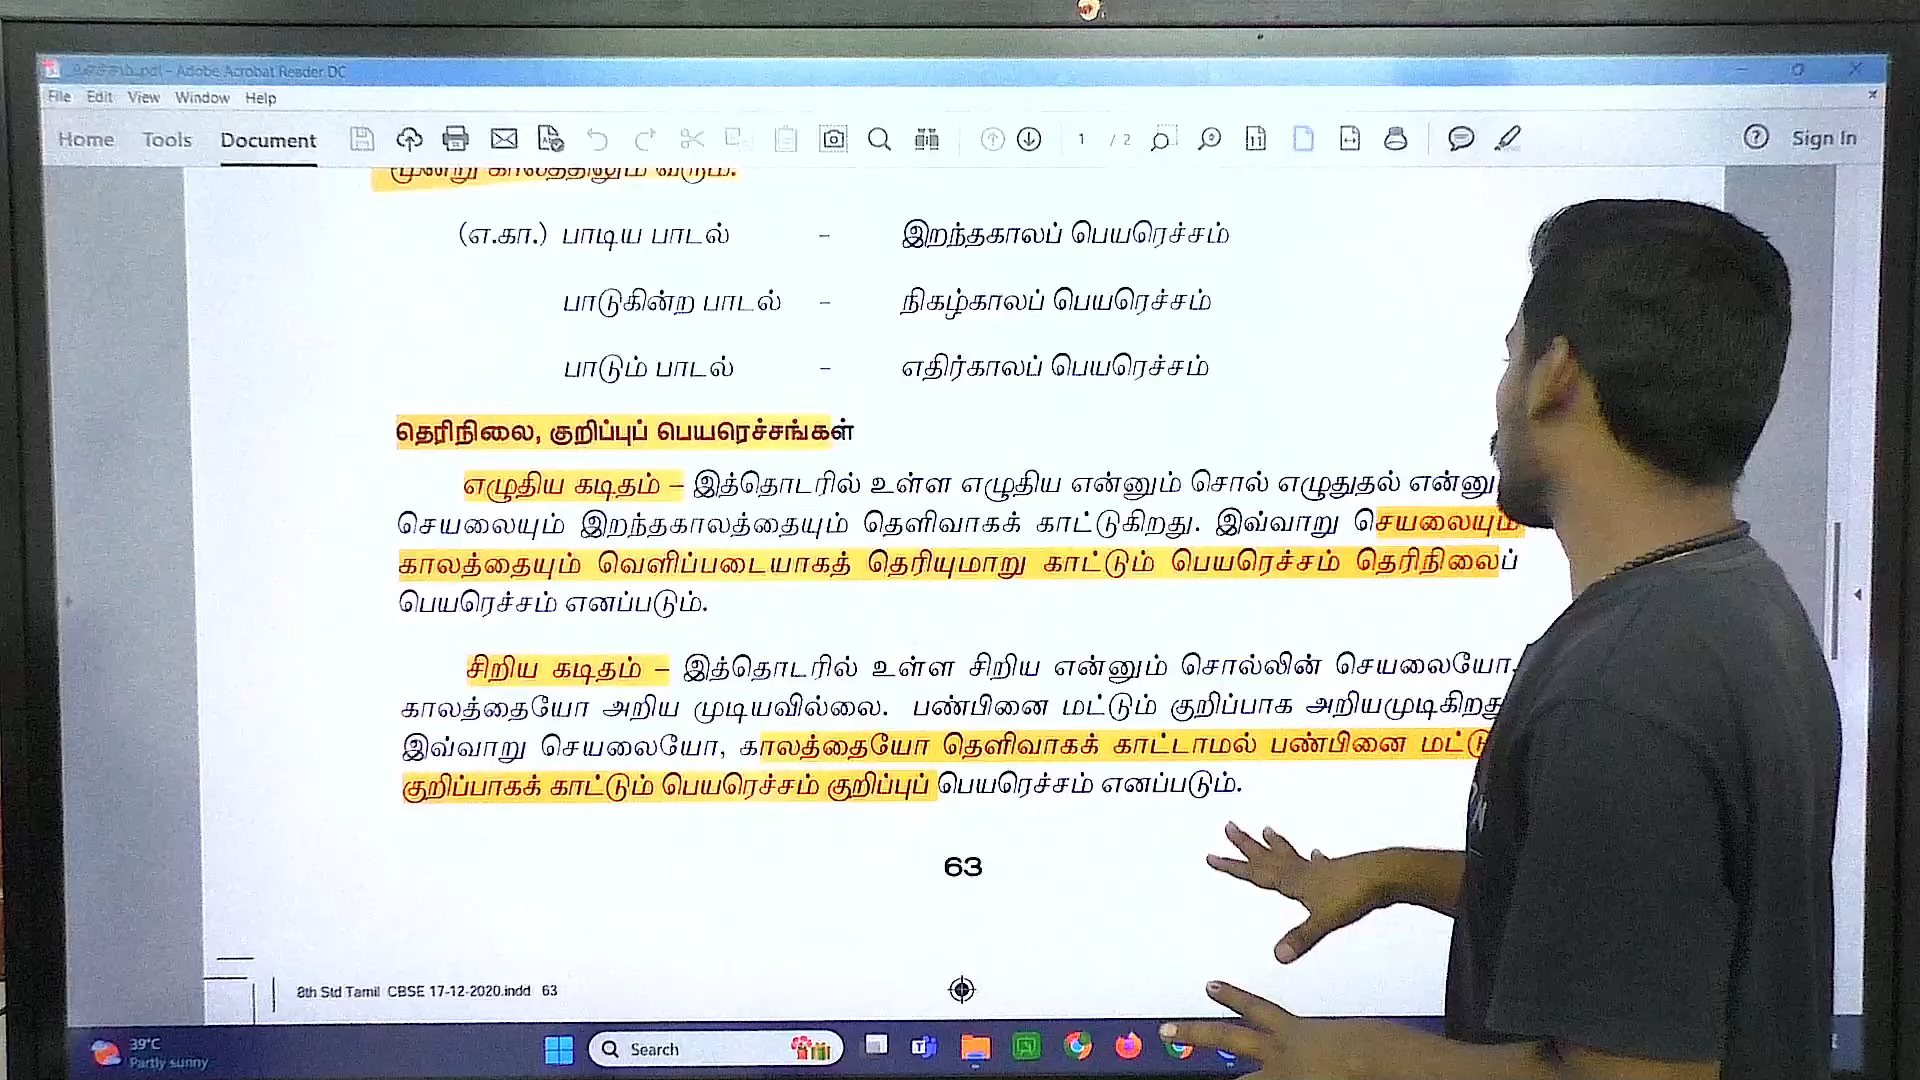 .pdf - Adobe Acrobat Reader DC
File Edit View Window Help
Home Tools Document 1 / 2 Sign In
மூன்று காலத்திலும் வரும்.
(எ.கா.) பாடிய பாடல் - இறந்தகாலப் பெயரெச்சம்
பாடுகின்ற பாடல் - நிகழ்காலப் பெயரெச்சம்
பாடும் பாடல் - எதிர்காலப் பெயரெச்சம்
தெரிநிலை, குறிப்புப் பெயரெச்சங்கள்
எழுதிய கடிதம் – இத்தொடரில் உள்ள எழுதிய என்னும் சொல் எழுதுதல் என்னு
செயலையும் இறந்தகாலத்தையும் தெளிவாகக் காட்டுகிறது. இவ்வாறு செயலையும்
காலத்தையும் வெளிப்படையாகத் தெரியுமாறு காட்டும் பெயரெச்சம் தெரிநிலைப்
பெயரெச்சம் எனப்படும்.
சிறிய கடிதம் – இத்தொடரில் உள்ள சிறிய என்னும் சொல்லின் செயலையோ,
காலத்தையோ அறிய முடியவில்லை. பண்பினை மட்டும் குறிப்பாக அறியமுடிகிறது
இவ்வாறு செயலையோ, காலத்தையோ தெளிவாகக் காட்டாமல் பண்பினை மட்டு
குறிப்பாகக் காட்டும் பெயரெச்சம் குறிப்புப் பெயரெச்சம் எனப்படும்.
63
8th Std Tamil CBSE 17-12-2020.indd 63
39°C
Partly sunny
Search